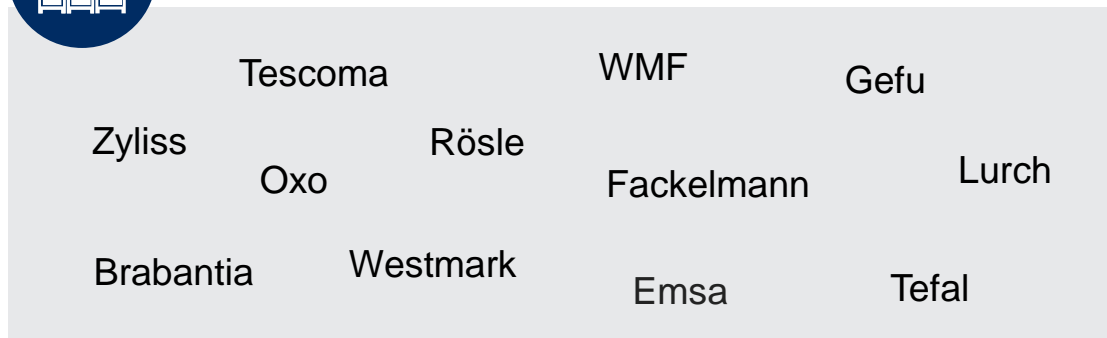 Tescoma
WMF
Gefu
Zyliss
Rösle
Oxo
Fackelmann
Lurch
Brabantia
Westmark
Emsa
Tefal